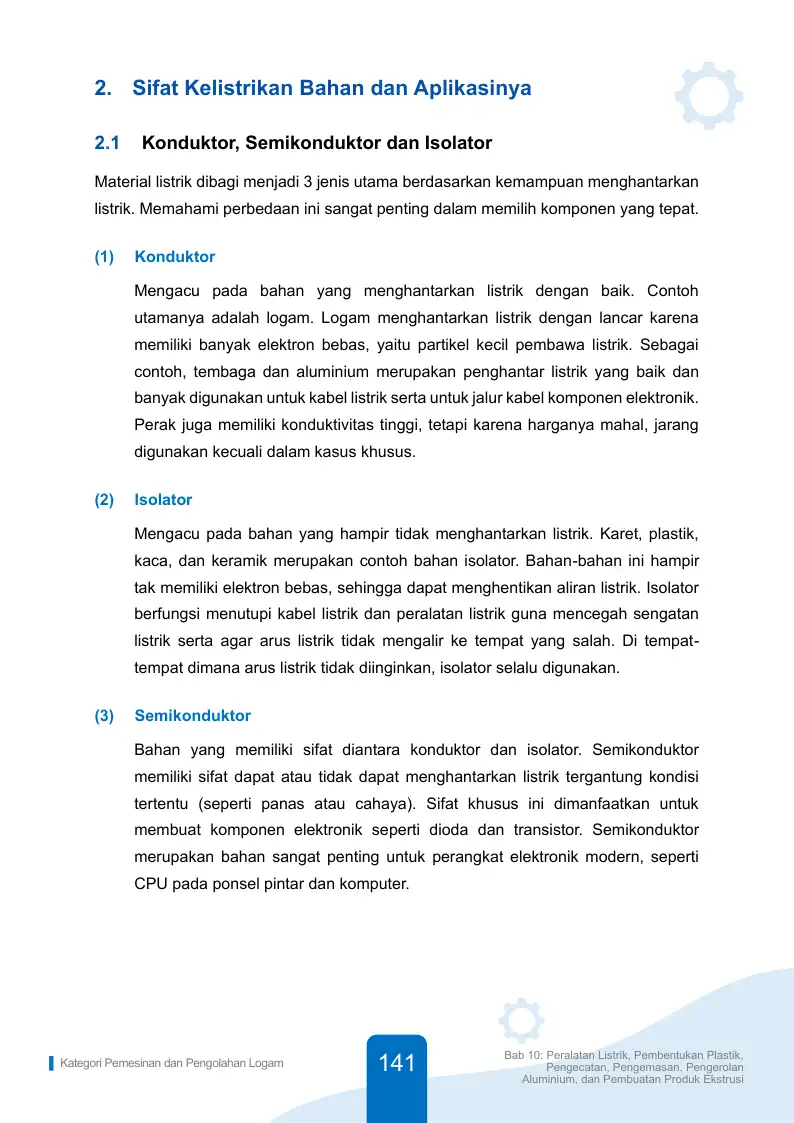 2. Sifat Kelistrikan Bahan dan Aplikasinya
2.1 Konduktor, Semikonduktor dan Isolator
Material listrik dibagi menjadi 3 jenis utama berdasarkan kemampuan menghantarkan
listrik. Memahami perbedaan ini sangat penting dalam memilih komponen yang tepat.
(1) Konduktor
Mengacu pada bahan yang menghantarkan listrik dengan baik. Contoh
utamanya adalah logam. Logam menghantarkan listrik dengan lancar karena
memiliki banyak elektron bebas, yaitu partikel kecil pembawa listrik. Sebagai
contoh, tembaga dan aluminium merupakan penghantar listrik yang baik dan
banyak digunakan untuk kabel listrik serta untuk jalur kabel komponen elektronik.
Perak juga memiliki konduktivitas tinggi, tetapi karena harganya mahal, jarang
digunakan kecuali dalam kasus khusus.
(2) Isolator
Mengacu pada bahan yang hampir tidak menghantarkan listrik. Karet, plastik,
kaca, dan keramik merupakan contoh bahan isolator. Bahan-bahan ini hampir
tak memiliki elektron bebas, sehingga dapat menghentikan aliran listrik. Isolator
berfungsi menutupi kabel listrik dan peralatan listrik guna mencegah sengatan
listrik serta agar arus listrik tidak mengalir ke tempat yang salah. Di tempat-
tempat dimana arus listrik tidak diinginkan, isolator selalu digunakan.
(3) Semikonduktor
Bahan yang memiliki sifat diantara konduktor dan isolator. Semikonduktor
memiliki sifat dapat atau tidak dapat menghantarkan listrik tergantung kondisi
tertentu (seperti panas atau cahaya). Sifat khusus ini dimanfaatkan untuk
membuat komponen elektronik seperti dioda dan transistor. Semikonduktor
merupakan bahan sangat penting untuk perangkat elektronik modern, seperti
CPU pada ponsel pintar dan komputer.
Kategori Pemesinan dan Pengolahan Logam
141
Bab 10: Peralatan Listrik, Pembentukan Plastik,
Pengecatan, Pengemasan, Pengerolan
Aluminium, dan Pembuatan Produk Ekstrusi